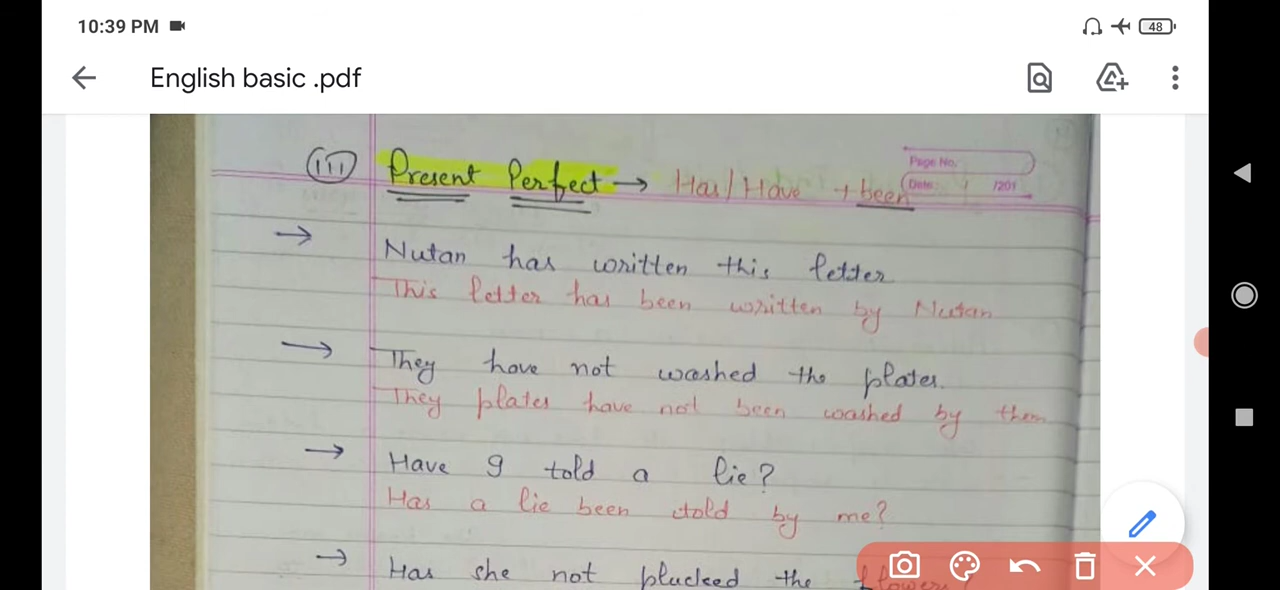 10:39 PM
48
English basic .pdf
Page No.
Date: /201
(III) Present Perfect → Has/Have + been
→ Nutan has written this letter
This letter has been written by Nutan
→ They have not washed the plates.
They plates have not been washed by them
→ Have I told a lie?
Has a lie been told by me?
→ Has she not plucked the flowers?